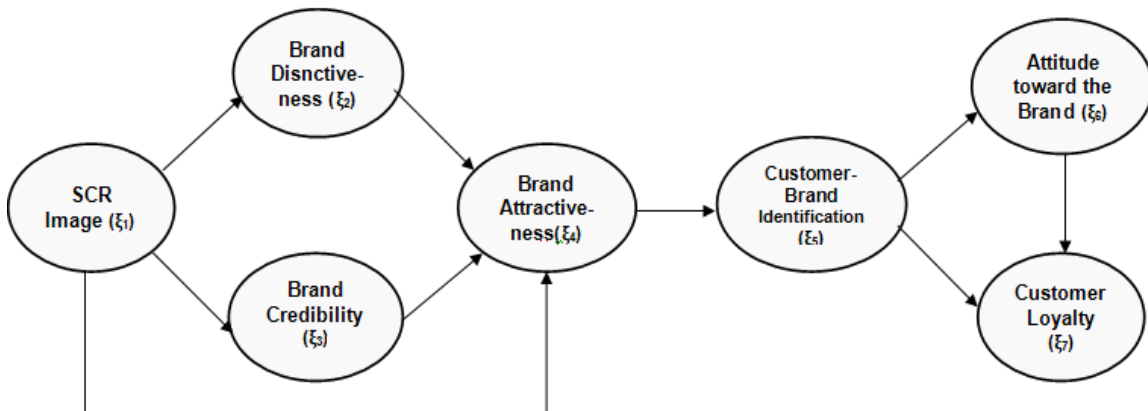 Brand
Disnctive-
ness (ξ2)
Attitude
toward the
Brand (ξ6)
SCR
Image (ξ1)
Brand
Attractive-
ness(ξ4)
Customer-
Brand
Identification
(ξ5)
Brand
Credibility
(ξ3)
Customer
Loyalty
(ξ7)